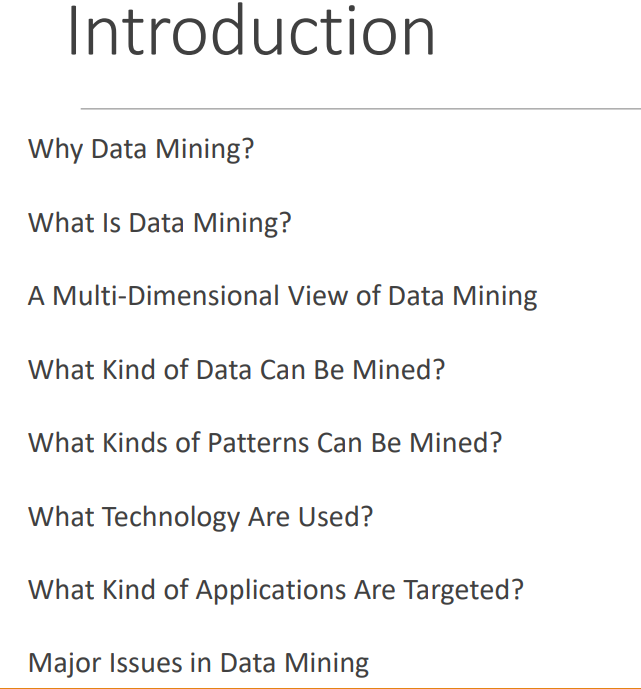 Introduction
Why Data Mining?
What Is Data Mining?
A Multi-Dimensional View of Data Mining
What Kind of Data Can Be Mined?
What Kinds of Patterns Can Be Mined?
What Technology Are Used?
What Kind of Applications Are Targeted?
Major Issues in Data Mining